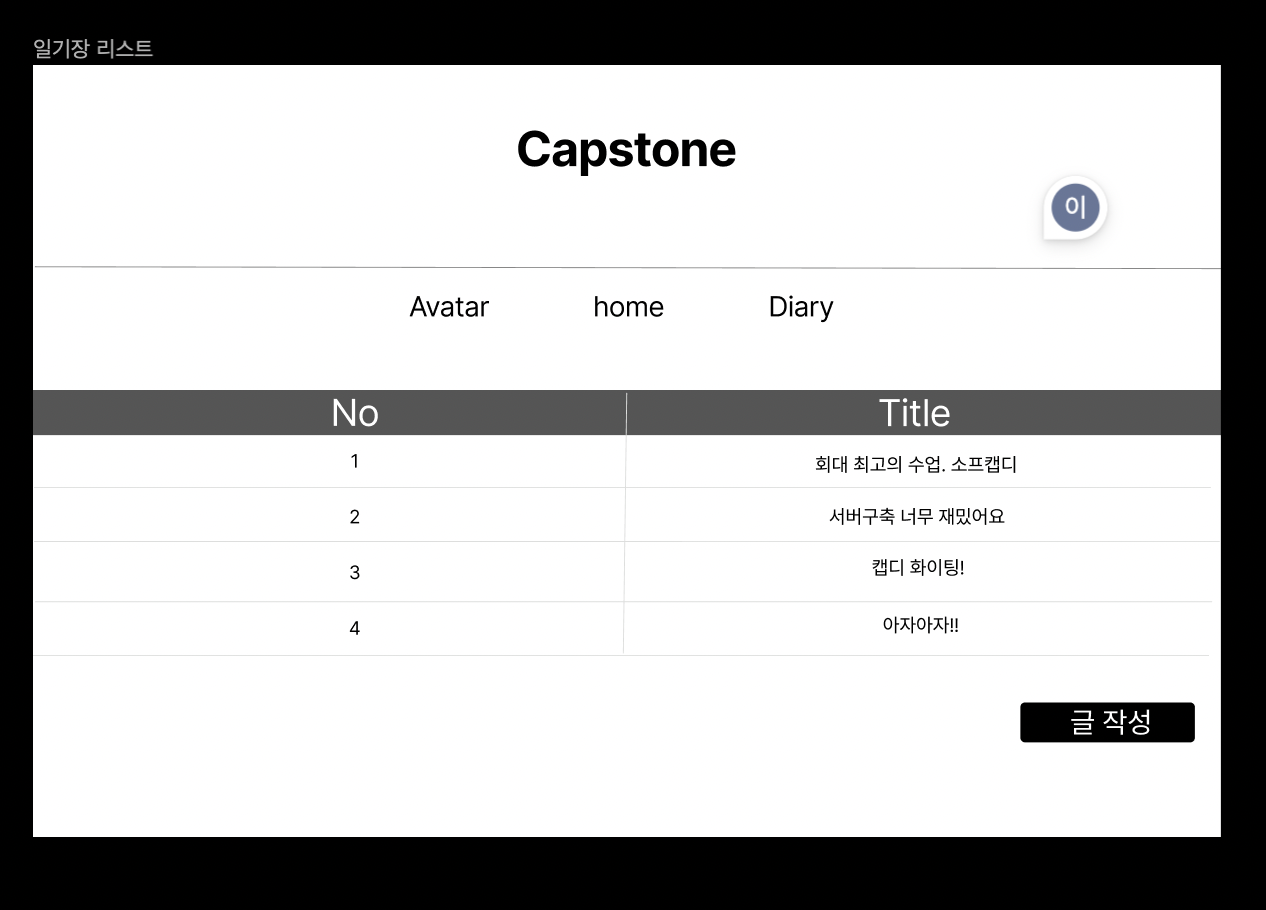 일기장 리스트
Capstone
이
Avatar home Diary
No Title
1 회대 최고의 수업. 소프캡디
2 서버구축 너무 재밌어요
3 캡디 화이팅!
4 아자아자!!
글 작성